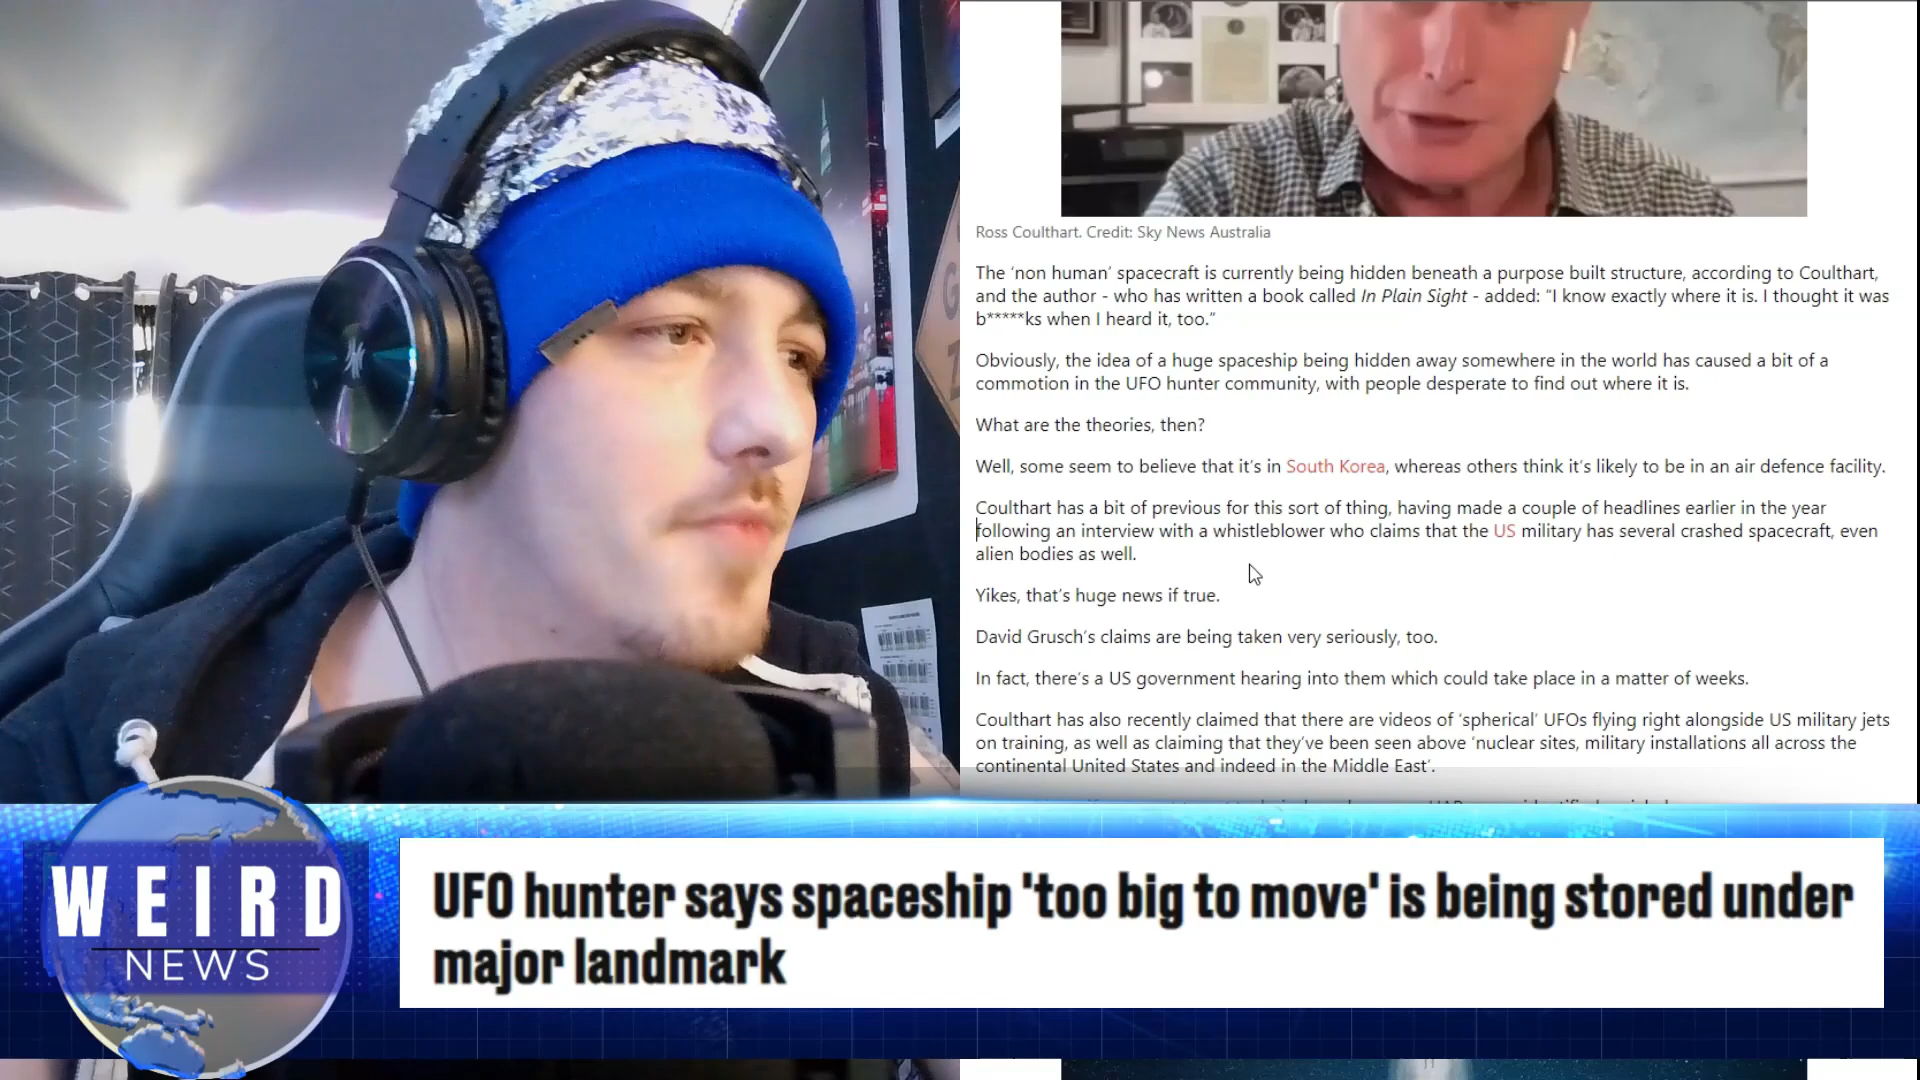 Ross Coulthart. Credit: Sky News Australia
The ‘non human’ spacecraft is currently being hidden beneath a purpose built structure, according to Coulthart,
and the author - who has written a book called In Plain Sight - added: “I know exactly where it is. I thought it was
b*****ks when I heard it, too.”
Obviously, the idea of a huge spaceship being hidden away somewhere in the world has caused a bit of a
commotion in the UFO hunter community, with people desperate to find out where it is.
What are the theories, then?
Well, some seem to believe that it’s in South Korea, whereas others think it’s likely to be in an air defence facility.
Coulthart has a bit of previous for this sort of thing, having made a couple of headlines earlier in the year
following an interview with a whistleblower who claims that the US military has several crashed spacecraft, even
alien bodies as well.
Yikes, that’s huge news if true.
David Grusch’s claims are being taken very seriously, too.
In fact, there’s a US government hearing into them which could take place in a matter of weeks.
Coulthart has also recently claimed that there are videos of ‘spherical’ UFOs flying right alongside US military jets
on training, as well as claiming that they’ve been seen above ‘nuclear sites, military installations all across the
continental United States and indeed in the Middle East’.
WEIRD
NEWS
UFO hunter says spaceship 'too big to move' is being stored under
major landmark